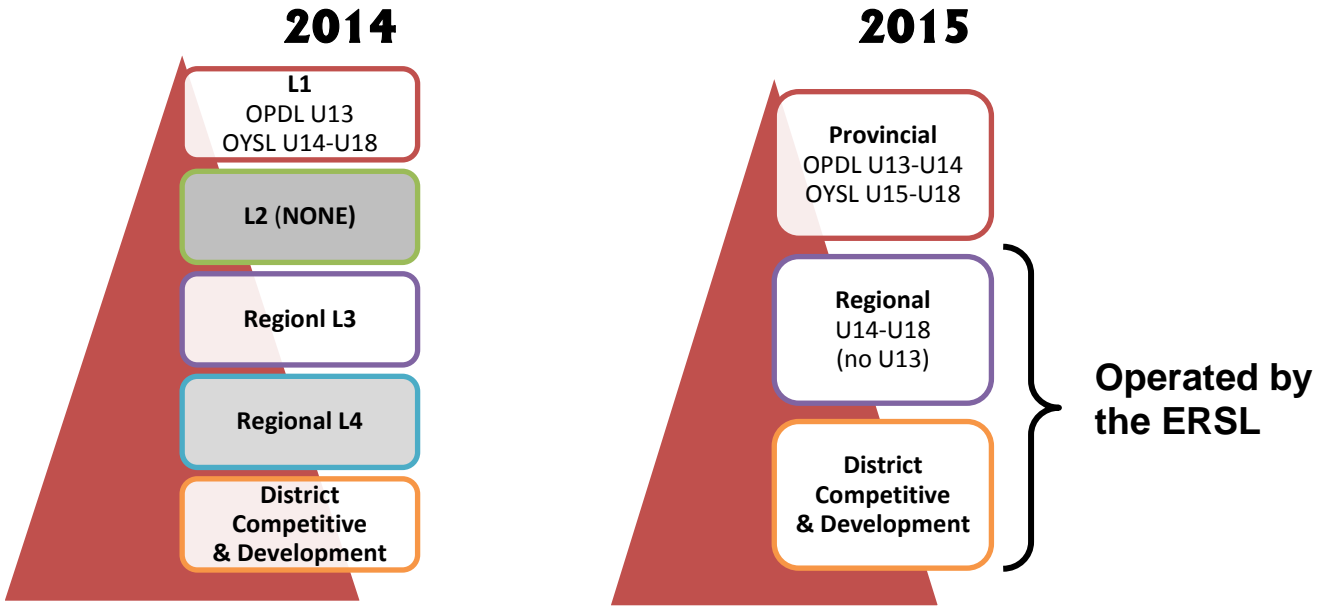 2014
L1
OPDL U13
OYSL U14-U18
L2 (NONE)
Regionl L3
Regional L4
District
Competitive
& Development
2015
Provincial
OPDL U13-U14
OYSL U15-U18
Regional
U14-U18
(no U13)
District
Competitive
& Development
Operated by
the ERSL